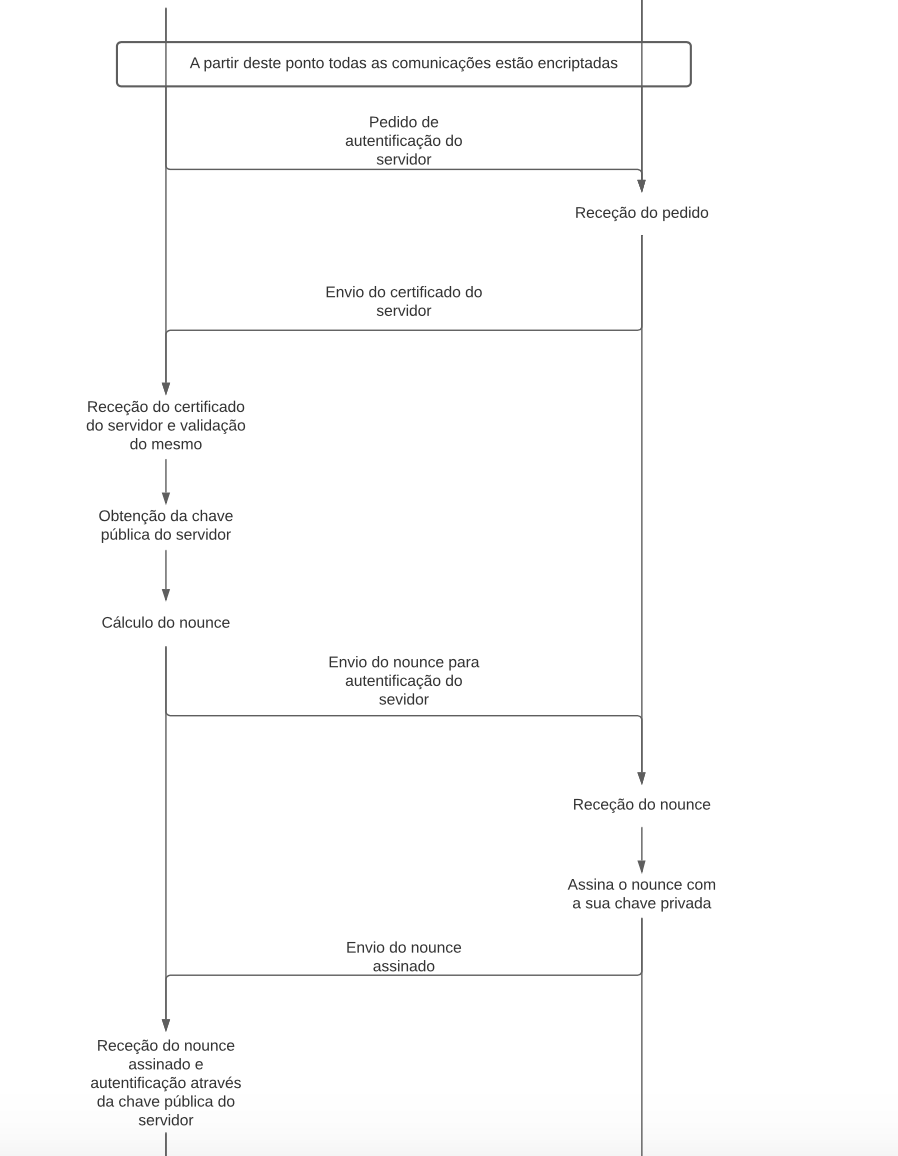 A partir deste ponto todas as comunicações estão encriptadas
Pedido de
autentificação do
servidor
Receção do pedido
Envio do certificado do
servidor
Receção do certificado
do servidor e validação
do mesmo
Obtenção da chave
pública do servidor
Cálculo do nounce
Envio do nounce para
autentificação do
sevidor
Receção do nounce
Assina o nounce com
a sua chave privada
Envio do nounce
assinado
Receção do nounce
assinado e
autentificação através
da chave pública do
servidor